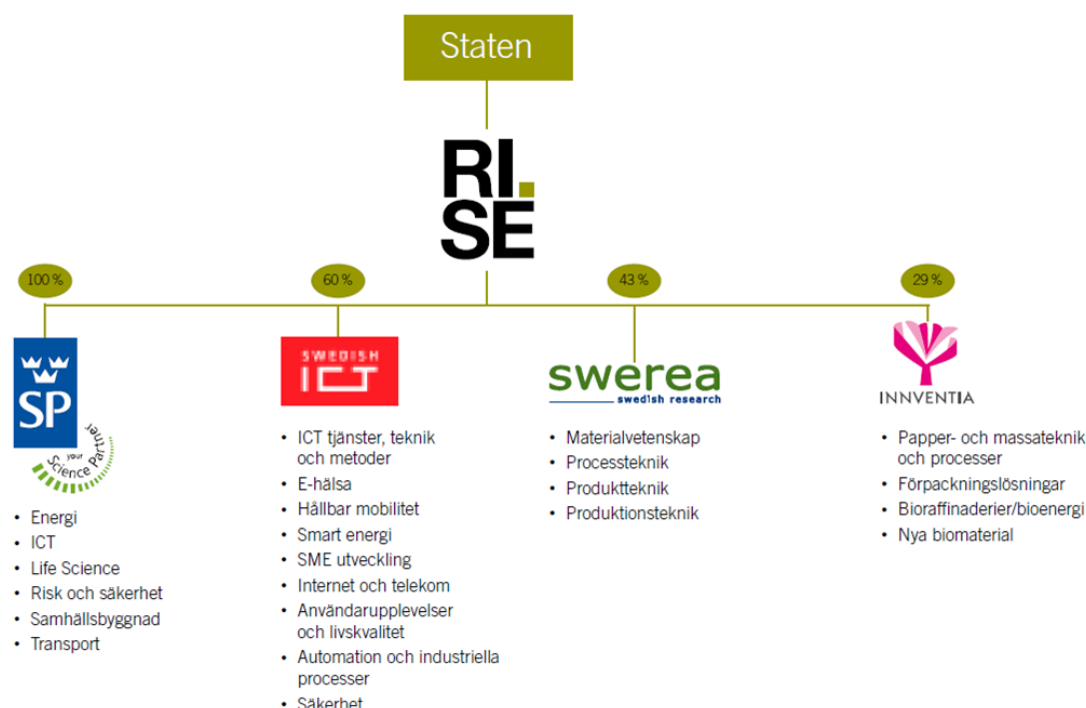 Staten
RI.
SE
100 %
60 %
43 %
29 %
SP
your
Science Partner
• Energi
• ICT
• Life Science
• Risk och säkerhet
• Samhällsbyggnad
• Transport
SWEDISH
ICT
• ICT tjänster, teknik
och metoder
• E-hälsa
• Hållbar mobilitet
• Smart energi
• SME utveckling
• Internet och telekom
• Användarupplevelser
och livskvalitet
• Automation och industriella
processer
• Säkerhet
swerea
swedish research
• Materialvetenskap
• Processteknik
• Produktteknik
• Produktionsteknik
INNVENTIA
• Papper- och massateknik
och processer
• Förpackningslösningar
• Bioraffinaderier/bioenergi
• Nya biomaterial